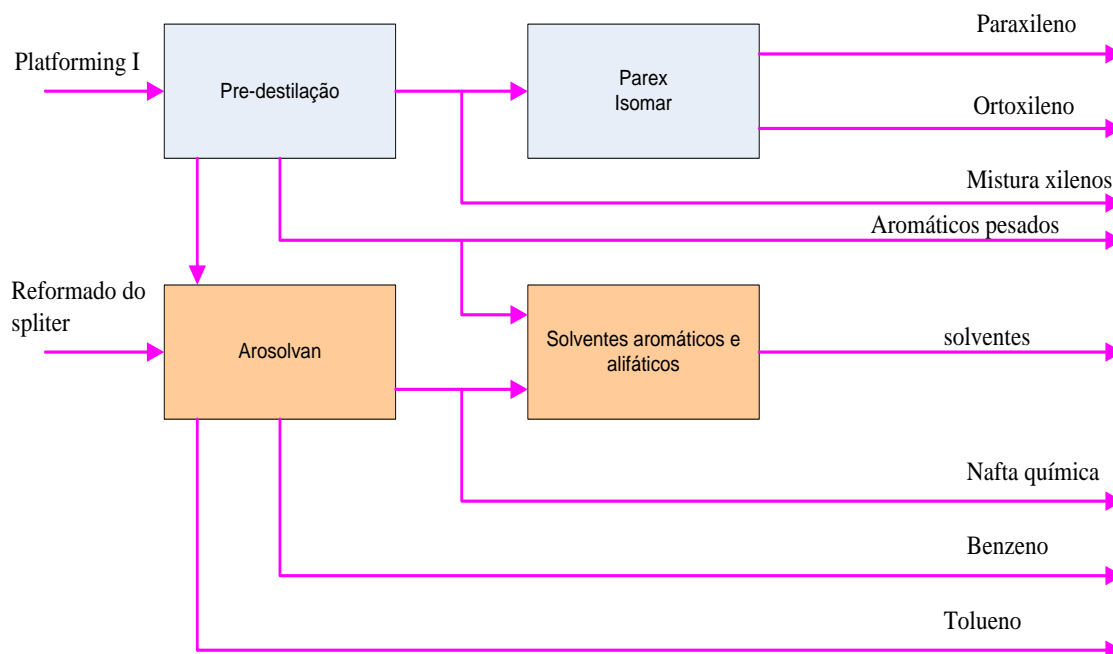 Paraxileno
Platforming I
Pre-destilação
Parex
Isomar
Ortoxileno
Mistura xilenos
Aromáticos pesados
Reformado do
spliter
Arosolvan
Solventes aromáticos e
alifáticos
solventes
Nafta química
Benzeno
Tolueno